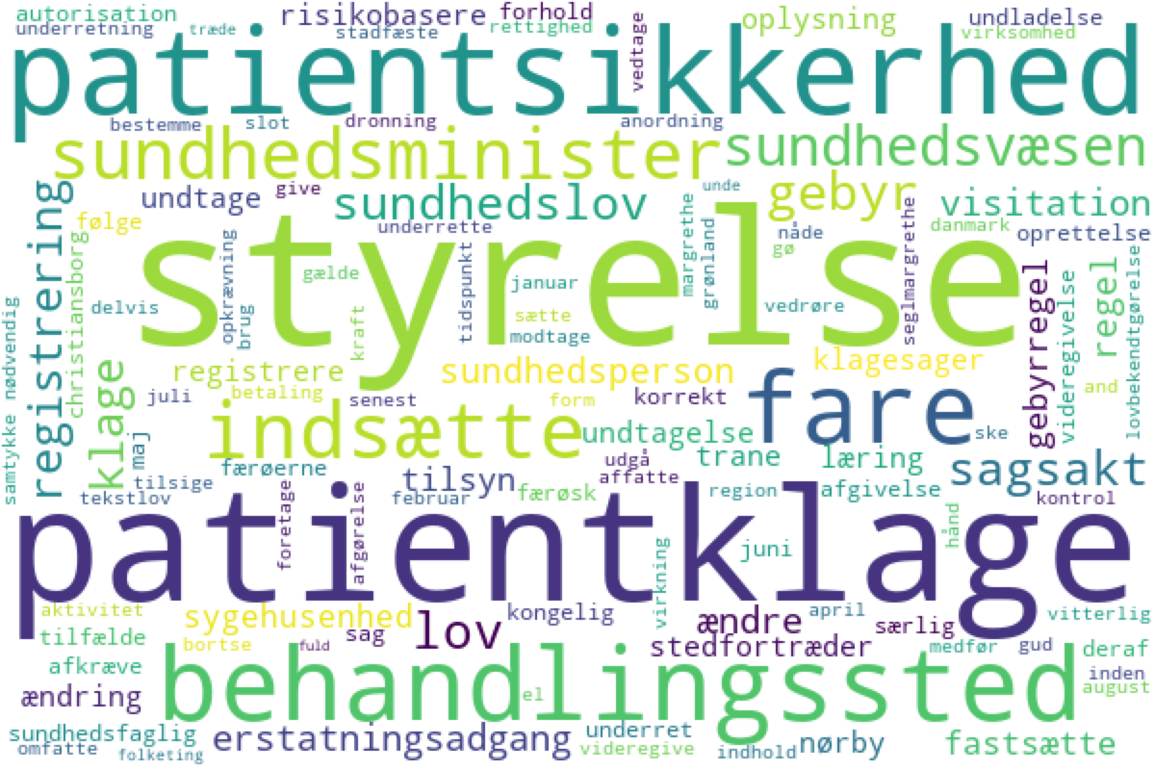 autorisation risikobasere forhold oplysning undladelse
underretning træde stadfæste rettighed vedtage virksomhed
patientsikkerhed
bestemme slot dronning anordning
sundhedsminister sundhedsvæsen
registrering undtage give sundhedslov unde gebyr visitation
følge underrette margrethe grønland nåde seglmargrethe danmark oprettelse
styrelse
christiansborg opkrævning gælde tidspunkt januar gø
nødvendig delvis brug kraft sætte vedrøre gebyrregel videregivelse regel lovbekendtgørelse
modtage
samtykke klage registrere sundhedsperson klagesager
juli betaling senest form korrekt fare and
maj indsætte undtagelse ske
færøerne udgå trane læring sagsakt
tilsige tilsyn affatte
tekstlov februar færøsk region afgivelse kontrol
patientklage
foretage afgørelse juni hånd
virkning
aktivitet sygehusenhed kongelig april vitterlig
tilfælde sag lov ændre særlig
bortse fuld stedfortræder medfør gud deraf
afkræve behandlingssted inden
ændring el august
sundhedsfaglig erstatningsadgang underret nørby fastsætte
omfatte folketing videregive indhold